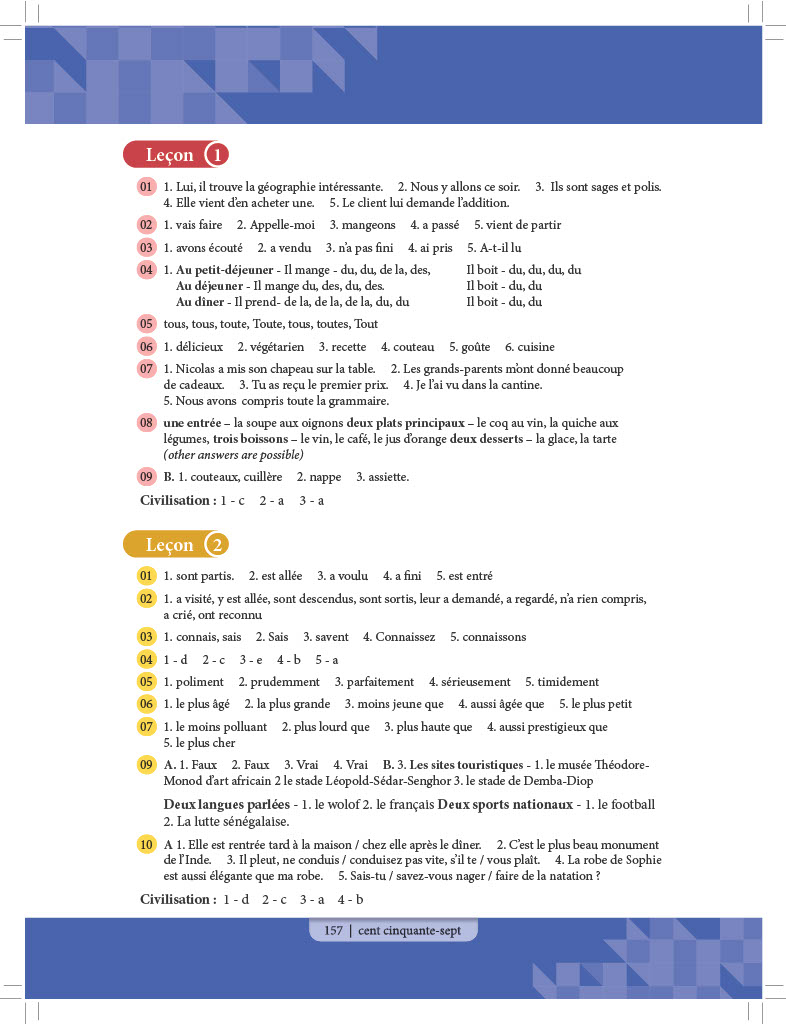 Leçon 1
01 1. Lui, il trouve la géographie intéressante. 2. Nous y allons ce soir. 3. Ils sont sages et polis.
4. Elle vient d'en acheter une. 5. Le client lui demande l'addition.
02 1. vais faire 2. Appelle-moi 3. mangeons 4. a passé 5. vient de partir
03 1. avons écouté 2. a vendu 3. n'a pas fini 4. ai pris 5. A-t-il lu
04 1. Au petit-déjeuner - Il mange - du, du, de la, des, Il boit - du, du, du, du
Au déjeuner - Il mange du, des, du, des. Il boit - du, du
Au dîner - Il prend- de la, de la, de la, du, du Il boit - du, du
05 tous, tous, toute, Toute, tous, toutes, Tout
06 1. délicieux 2. végétarien 3. recette 4. couteau 5. goûte 6. cuisine
07 1. Nicolas a mis son chapeau sur la table. 2. Les grands-parents m'ont donné beaucoup
de cadeaux. 3. Tu as reçu le premier prix. 4. Je l'ai vu dans la cantine.
5. Nous avons compris toute la grammaire.
08 une entrée – la soupe aux oignons deux plats principaux – le coq au vin, la quiche aux
légumes, trois boissons – le vin, le café, le jus d'orange deux desserts – la glace, la tarte
(other answers are possible)
09 B. 1. couteaux, cuillère 2. nappe 3. assiette.
Civilisation : 1 - c 2 - a 3 - a
Leçon 2
01 1. sont partis. 2. est allée 3. a voulu 4. a fini 5. est entré
02 1. a visité, y est allée, sont descendus, sont sortis, leur a demandé, a regardé, n'a rien compris,
a crié, ont reconnu
03 1. connais, sais 2. Sais 3. savent 4. Connaissez 5. connaissons
04 1 - d 2 - c 3 - e 4 - b 5 - a
05 1. poliment 2. prudemment 3. parfaitement 4. sérieusement 5. timidement
06 1. le plus âgé 2. la plus grande 3. moins jeune que 4. aussi âgée que 5. le plus petit
07 1. le moins polluant 2. plus lourd que 3. plus haute que 4. aussi prestigieux que
5. le plus cher
09 A. 1. Faux 2. Faux 3. Vrai 4. Vrai B. 3. Les sites touristiques - 1. le musée Théodore-
Monod d'art africain 2 le stade Léopold-Sédar-Senghor 3. le stade de Demba-Diop
Deux langues parlées - 1. le wolof 2. le français Deux sports nationaux - 1. le football
2. La lutte sénégalaise.
10 A 1. Elle est rentrée tard à la maison / chez elle après le dîner. 2. C'est le plus beau monument
de l'Inde. 3. Il pleut, ne conduis / conduisez pas vite, s'il te / vous plaît. 4. La robe de Sophie
est aussi élégante que ma robe. 5. Sais-tu / savez-vous nager / faire de la natation ?
Civilisation : 1 - d 2 - c 3 - a 4 - b
157 | cent cinquante-sept